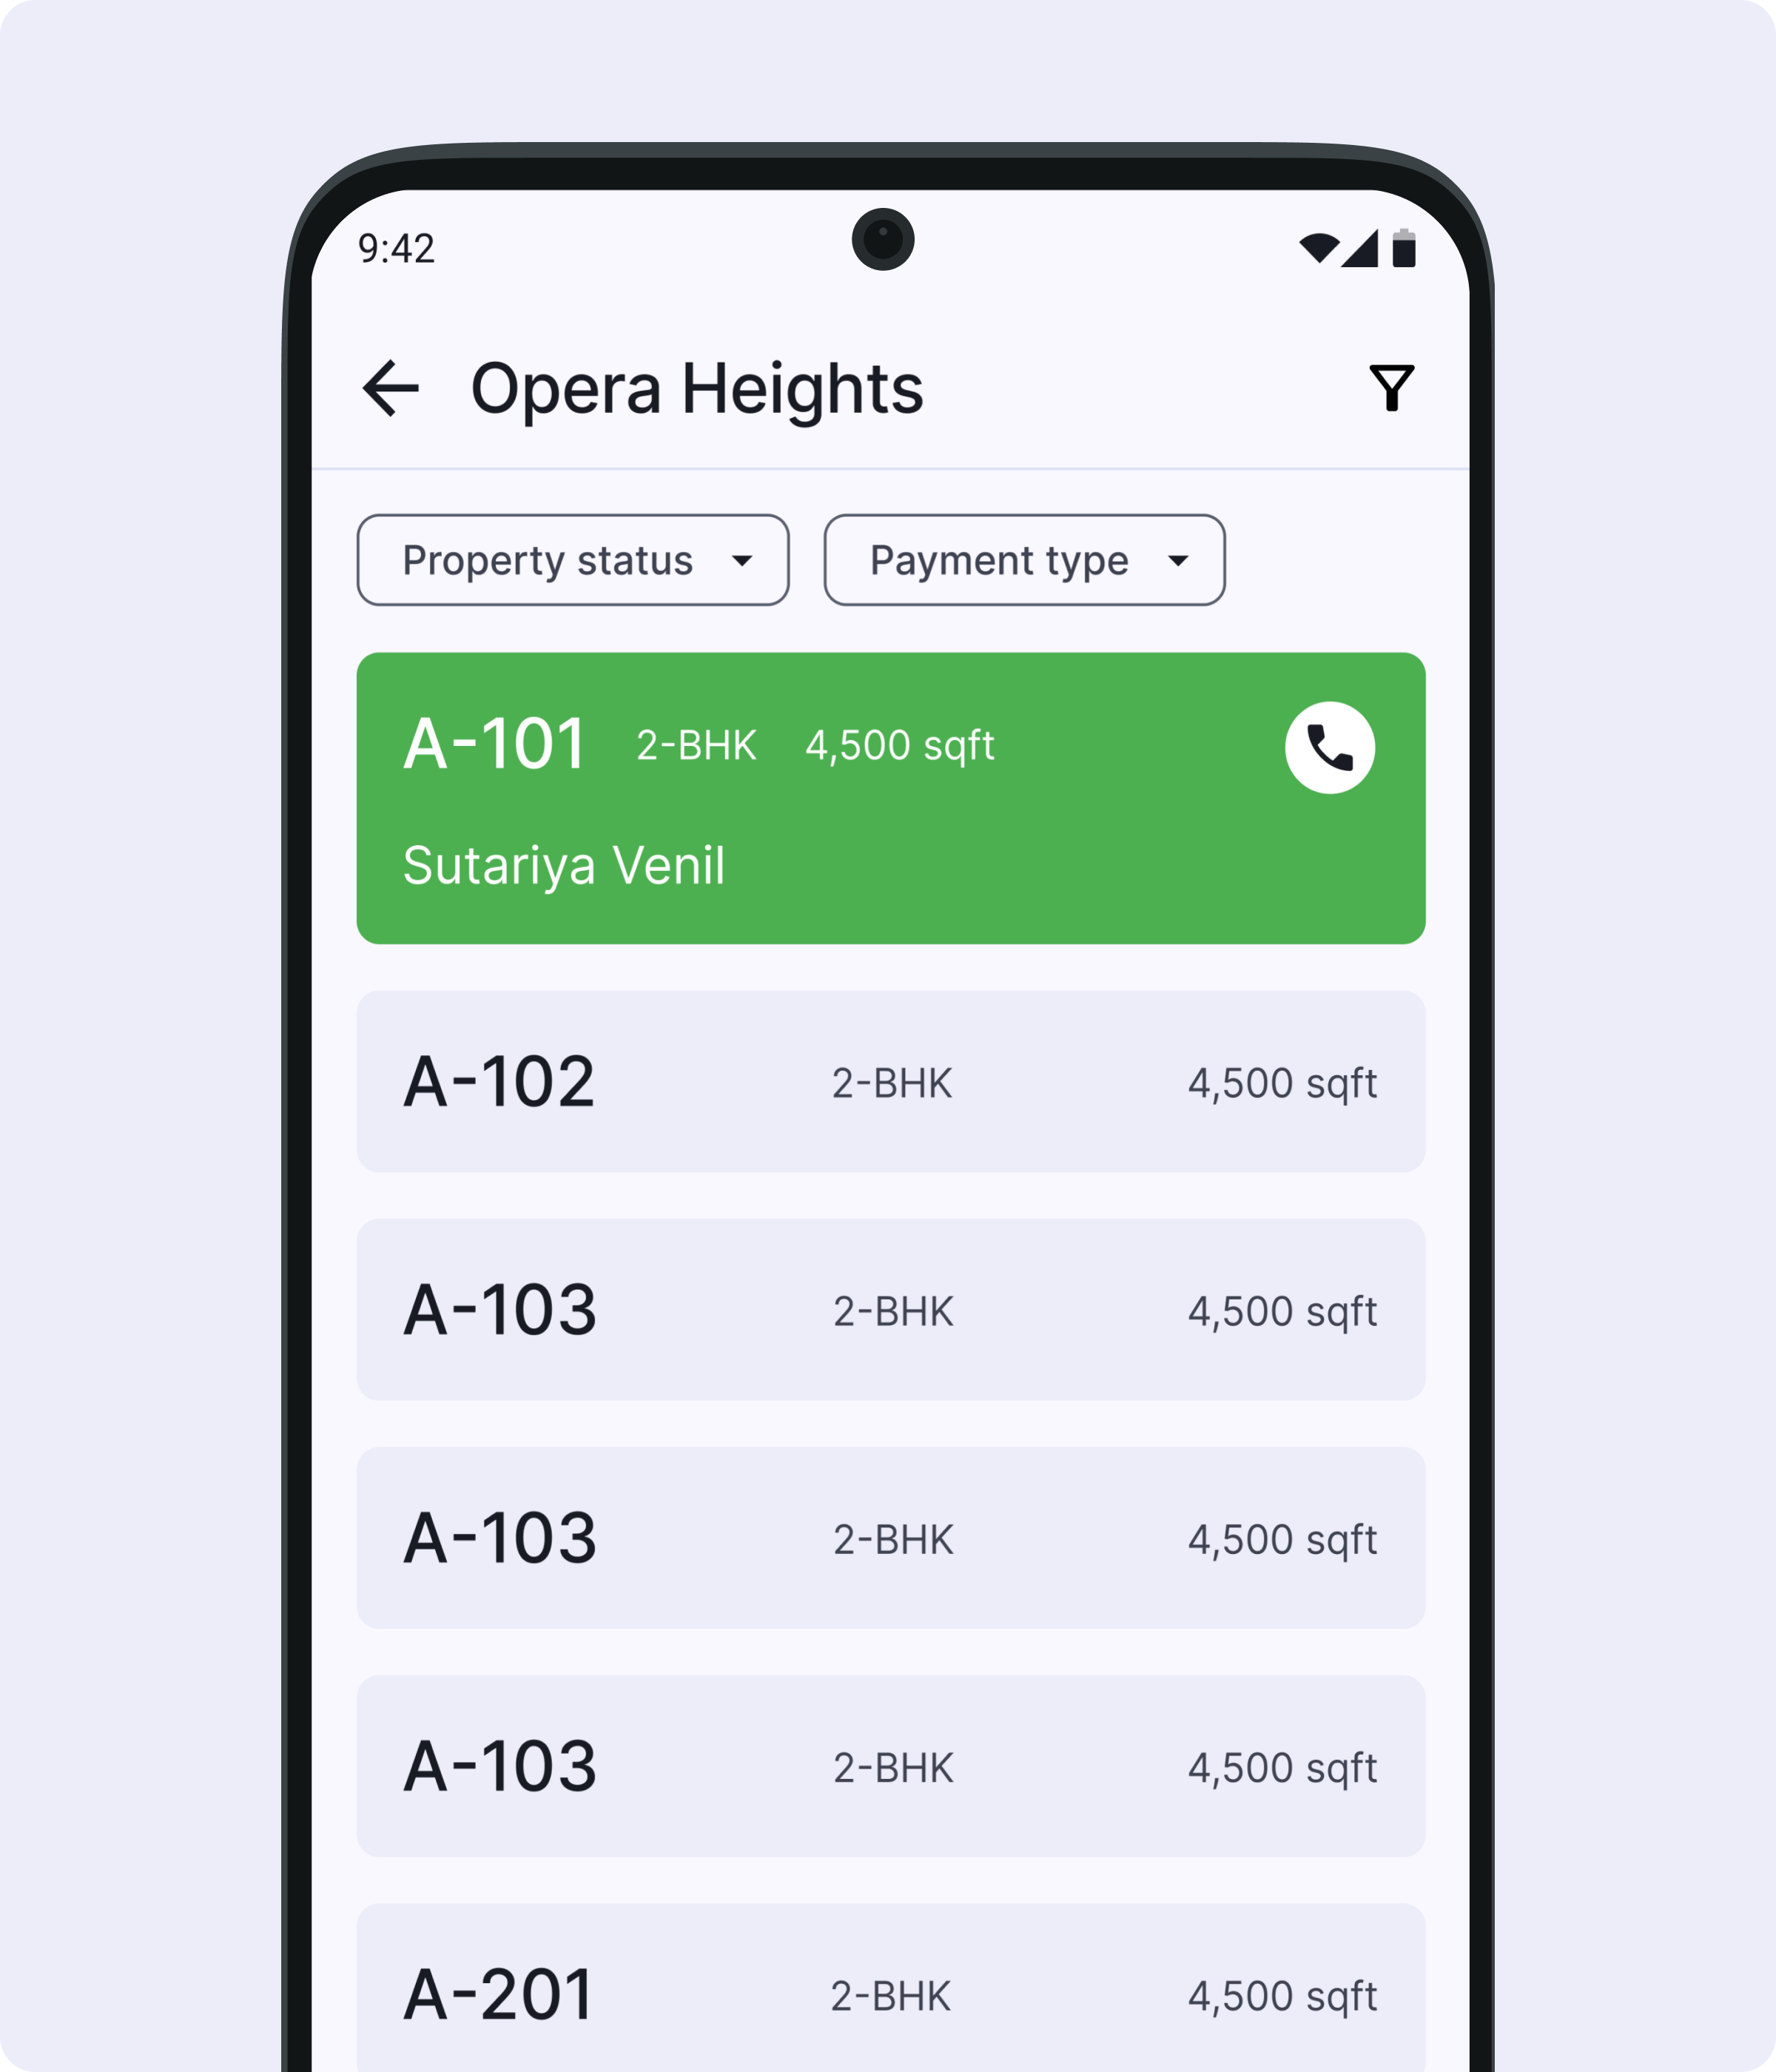 9:42
Opera Heights
Property status
Payment type
A-101 2-BHK 4,500 sqft
Sutariya Venil
A-102 2-BHK 4,500 sqft
A-103 2-BHK 4,500 sqft
A-103 2-BHK 4,500 sqft
A-103 2-BHK 4,500 sqft
A-201 2-BHK 4,500 sqft